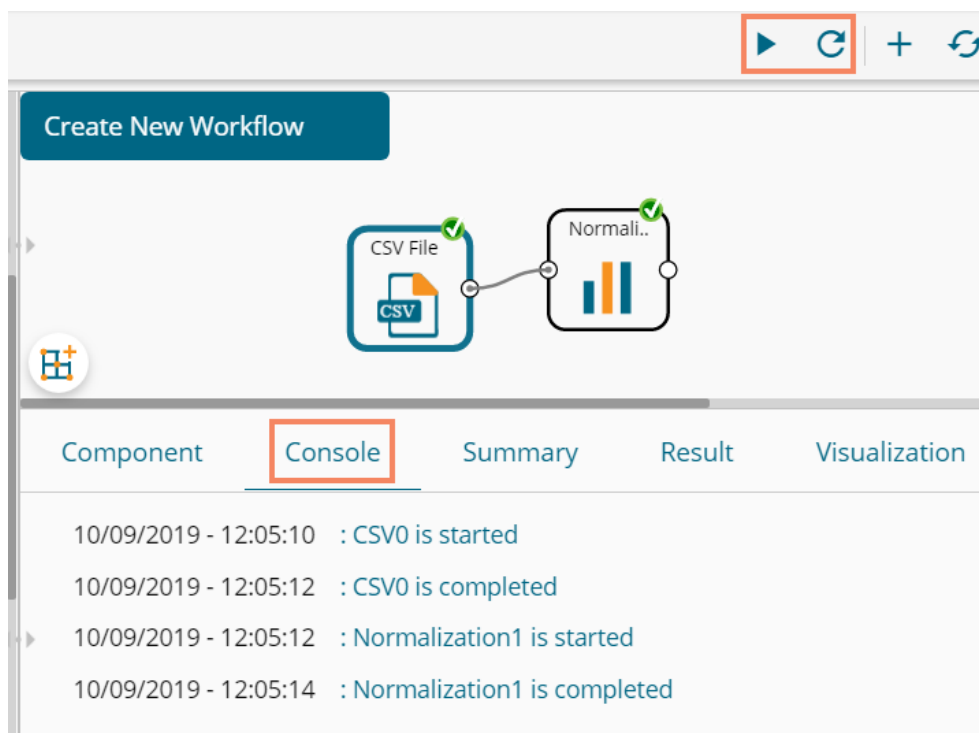 Create New Workflow
CSV File
CSV
Normali..
Component Console Summary Result Visualization
10/09/2019 - 12:05:10 : CSV0 is started
10/09/2019 - 12:05:12 : CSV0 is completed
10/09/2019 - 12:05:12 : Normalization1 is started
10/09/2019 - 12:05:14 : Normalization1 is completed